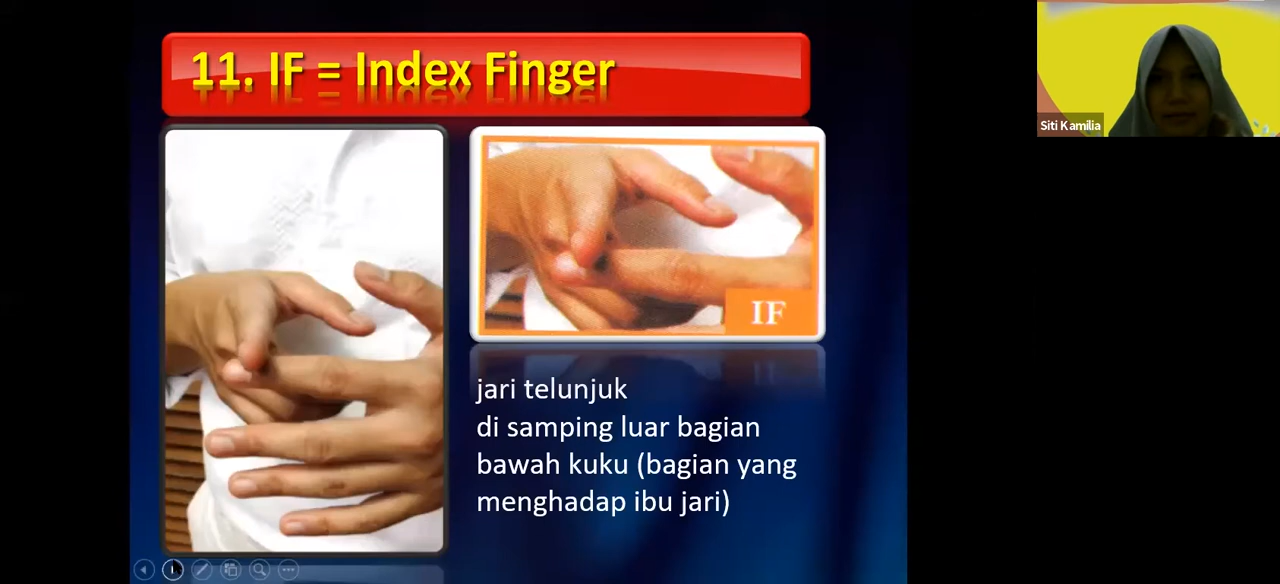 11. IF = Index Finger
Siti Kamilia
IF
jari telunjuk
di samping luar bagian
bawah kuku (bagian yang
menghadap ibu jari)